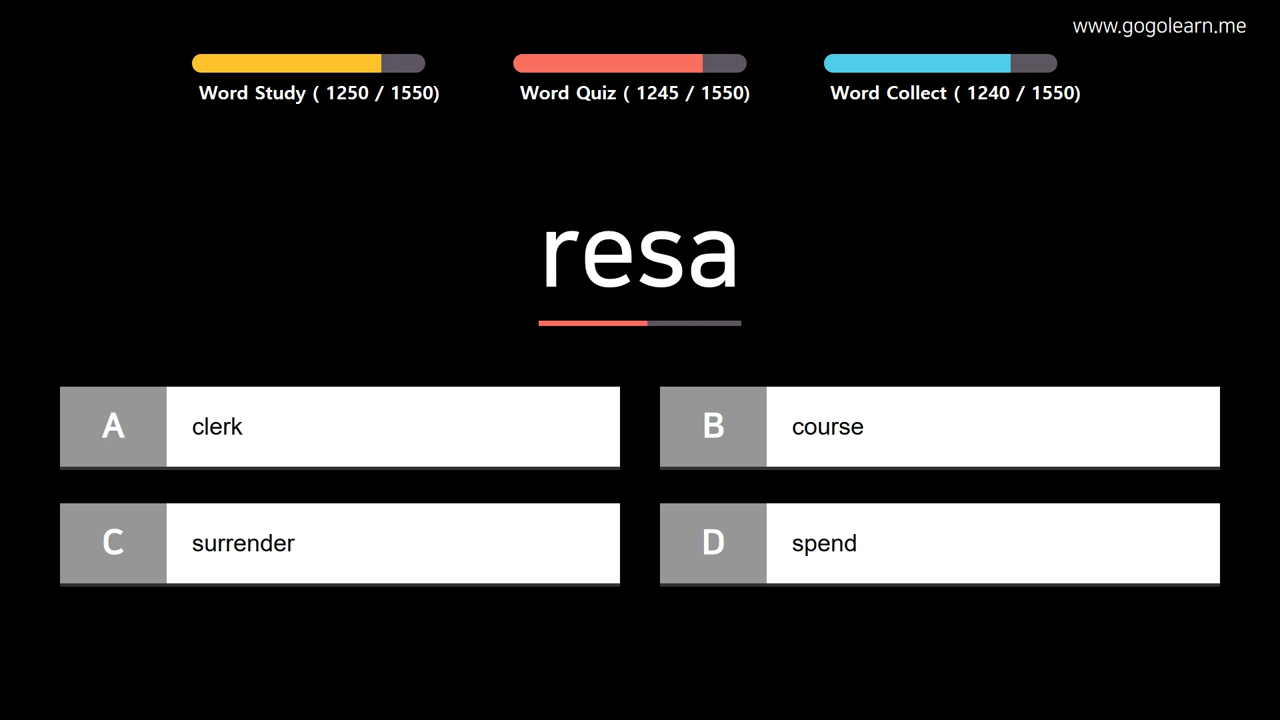 www.gogolearn.me
Word Study ( 1250 / 1550)
Word Quiz ( 1245 / 1550)
Word Collect ( 1240 / 1550)
resa
A clerk
B course
C surrender
D spend